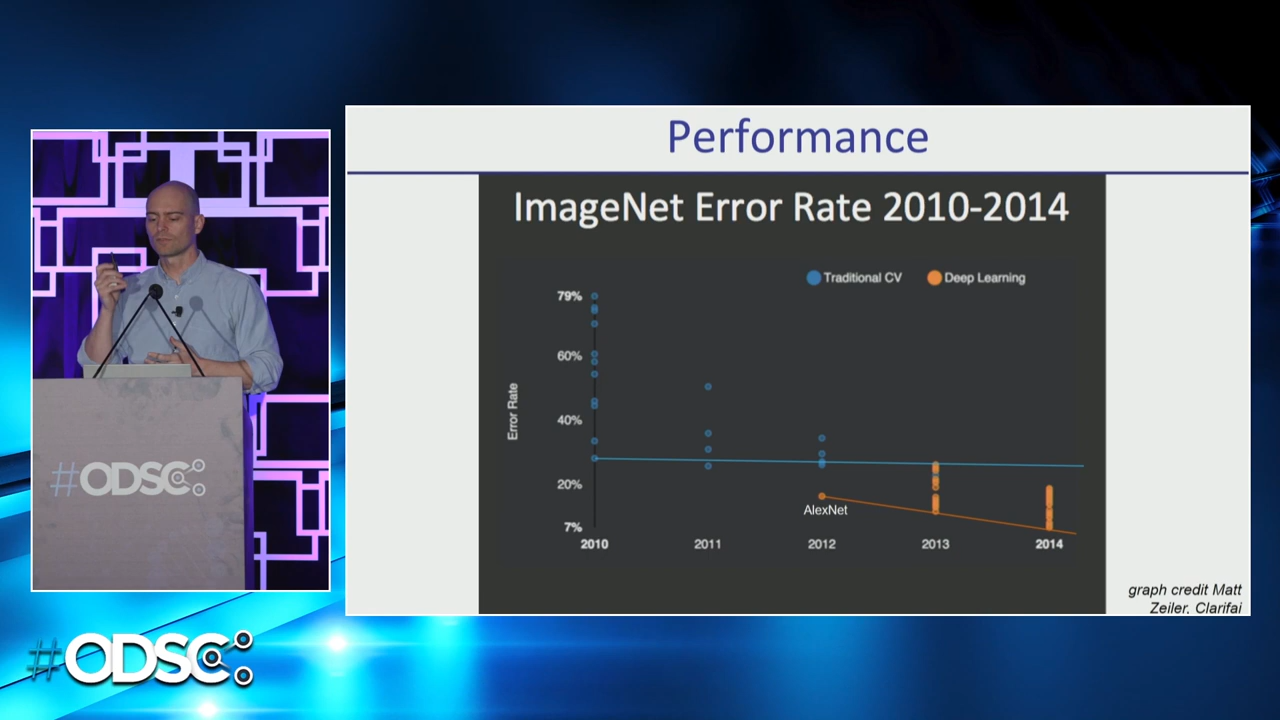 Performance
ImageNet Error Rate 2010-2014
Traditional CV
Deep Learning
79%
60%
40%
20%
7%
Error Rate
AlexNet
2010
2011
2012
2013
2014
graph credit Matt
Zeiler, Clarifai
#ODSC
#ODSC